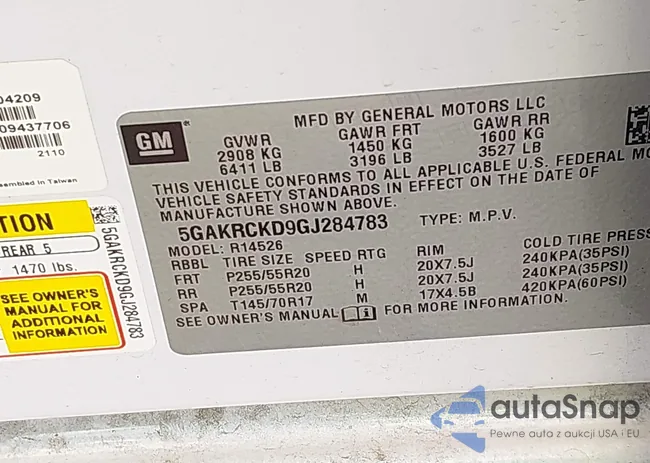 04209
09437706
2110
ssembled in Taiwan
TION
REAR 5
1470 lbs.
SEE OWNER'S
MANUAL FOR
ADDITIONAL
INFORMATION
5GAKRCKD9GJ284783
GM
MFD BY GENERAL MOTORS LLC
GVWR GAWR FRT GAWR RR
2908 KG 1450 KG 1600 KG
6411 LB 3196 LB 3527 LB
THIS VEHICLE CONFORMS TO ALL APPLICABLE U.S. FEDERAL MO
VEHICLE SAFETY STANDARDS IN EFFECT ON THE DATE OF
MANUFACTURE SHOWN ABOVE.
5GAKRCKD9GJ284783 TYPE: M.P.V.
MODEL: R14526
RBBL TIRE SIZE SPEED RTG RIM COLD TIRE PRESS
FRT P255/55R20 H 20X7.5J 240KPA(35PSI)
RR P255/55R20 H 20X7.5J 240KPA(35PSI)
SPA T145/70R17 M 17X4.5B 420KPA(60PSI)
SEE OWNER'S MANUAL FOR MORE INFORMATION.
autaSnap
Pewne auta z aukcji USA i EU